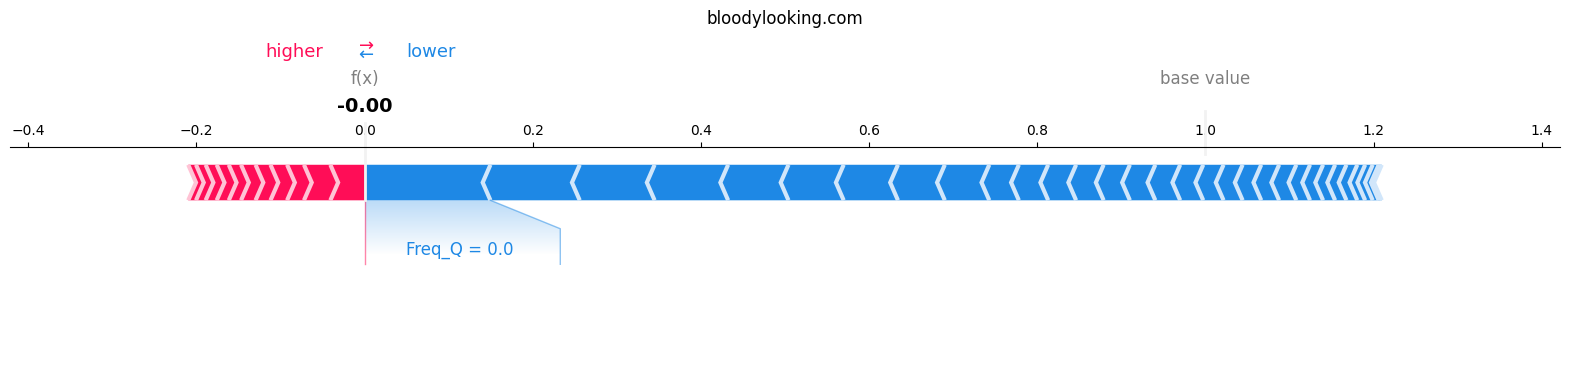 bloodylooking.com
higher → ← lower
f(x) base value
-0.00
−0.4 −0.2 0.0 0.2 0.4 0.6 0.8 1.0 1.2 1.4
Freq_Q = 0.0